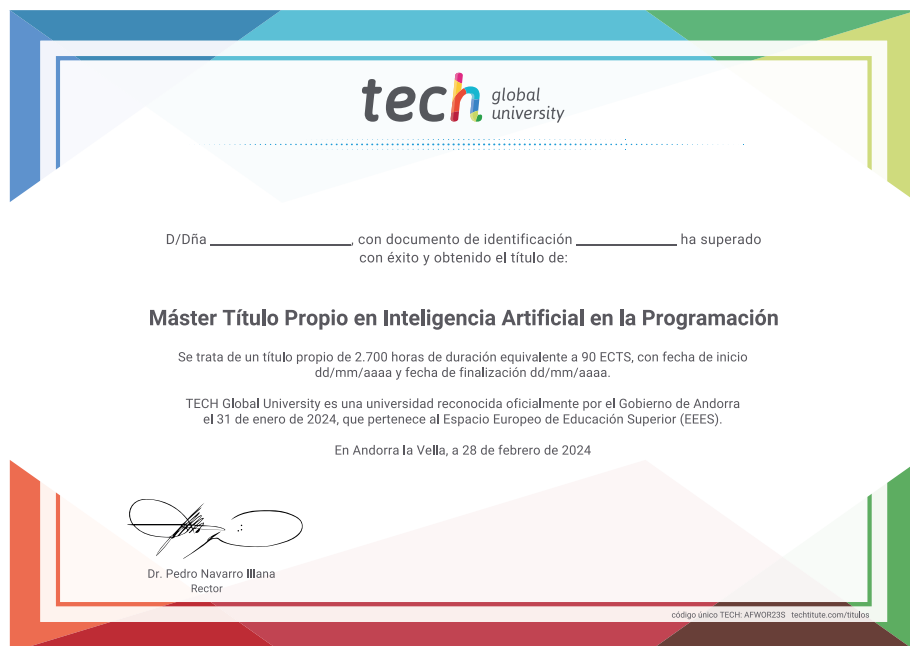 tech global
university
D/Dña ______________, con documento de identificación __________ ha superado
con éxito y obtenido el título de:
Máster Título Propio en Inteligencia Artificial en la Programación
Se trata de un título propio de 2.700 horas de duración equivalente a 90 ECTS, con fecha de inicio
dd/mm/aaaa y fecha de finalización dd/mm/aaaa.
TECH Global University es una universidad reconocida oficialmente por el Gobierno de Andorra
el 31 de enero de 2024, que pertenece al Espacio Europeo de Educación Superior (EEES).
En Andorra la Vella, a 28 de febrero de 2024
Dr. Pedro Navarro Illana
Rector
código único TECH: AFWOR23S techtitute.com/titulos